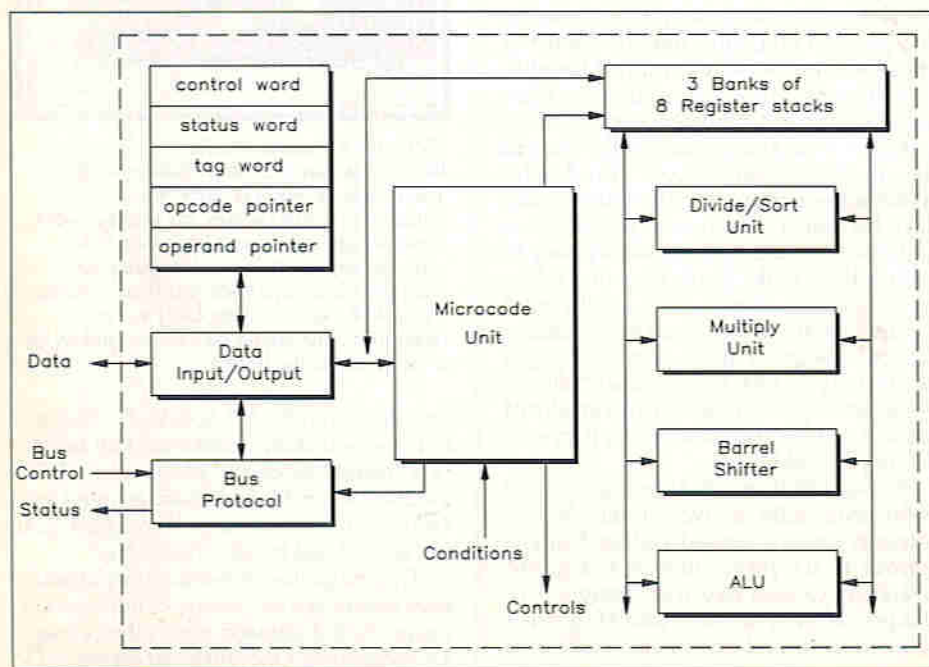 control word
status word
tag word
opcode pointer
operand pointer
3 Banks of
8 Register stacks
Divide/Sort
Unit
Microcode
Unit
Multiply
Unit
Data
Data
Input/Output
Bus
Control
Status
Bus
Protocol
Barrel
Shifter
Conditions
Controls
ALU